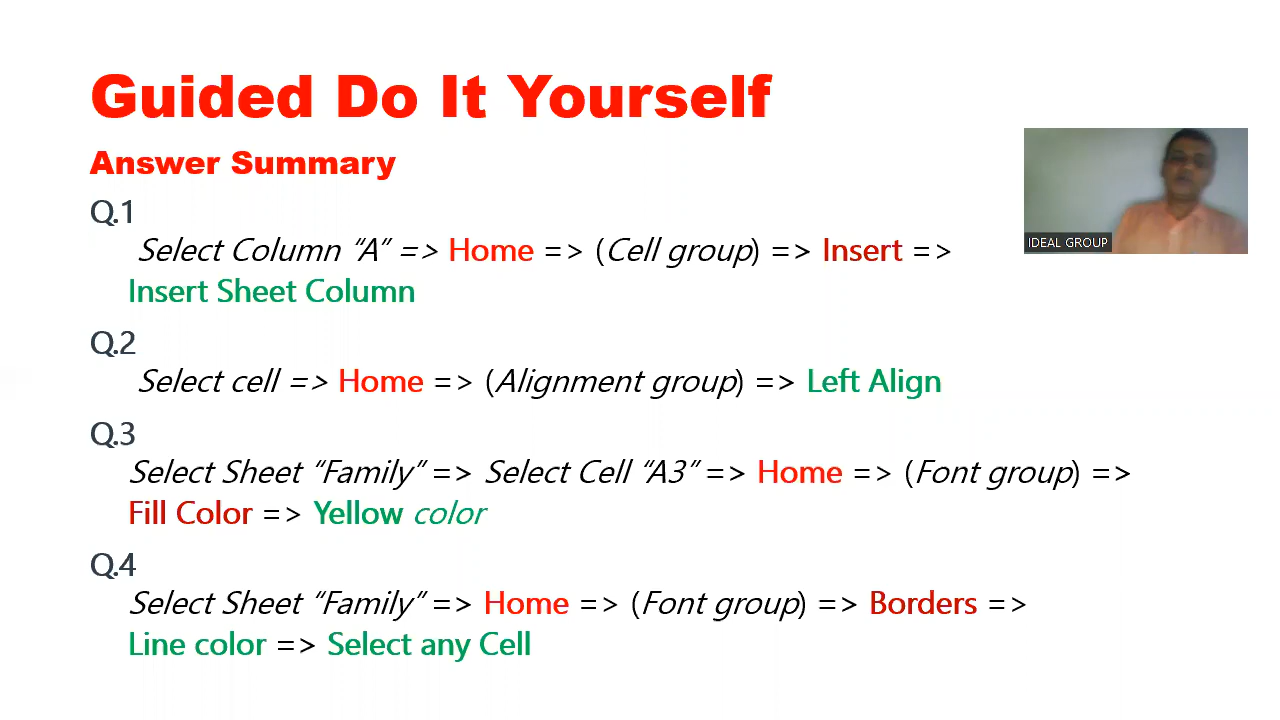 Guided Do It Yourself
Answer Summary
IDEAL GROUP
Q.1
Select Column “A” => Home => (Cell group) => Insert =>
Insert Sheet Column
Q.2
Select cell => Home => (Alignment group) => Left Align
Q.3
Select Sheet “Family” => Select Cell “A3” => Home => (Font group) =>
Fill Color => Yellow color
Q.4
Select Sheet “Family” => Home => (Font group) => Borders =>
Line color => Select any Cell